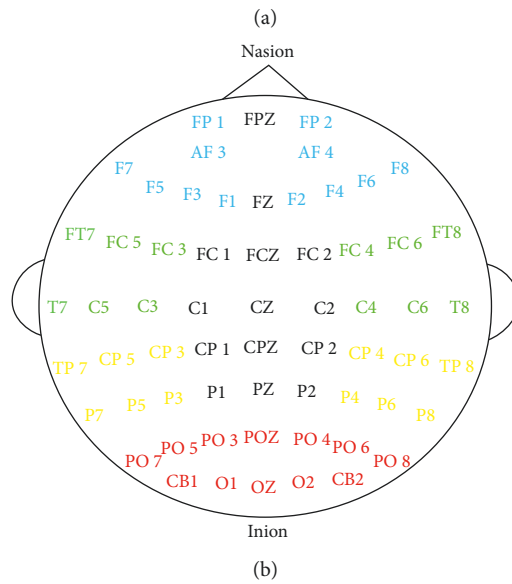 (a)
Nasion
FP 1 FPZ FP 2
AF 3 AF 4
F7 F5 F3 F1 FZ F2 F4 F6 F8
FT7 FC 5 FC 3 FC 1 FCZ FC 2 FC 4 FC 6 FT8
T7 C5 C3 C1 CZ C2 C4 C6 T8
TP 7 CP 5 CP 3 CP 1 CPZ CP 2 CP 4 CP 6 TP 8
P7 P5 P3 P1 PZ P2 P4 P6 P8
PO 7 PO 5 PO 3 POZ PO 4 PO 6 PO 8
CB1 O1 OZ O2 CB2
Inion
(b)